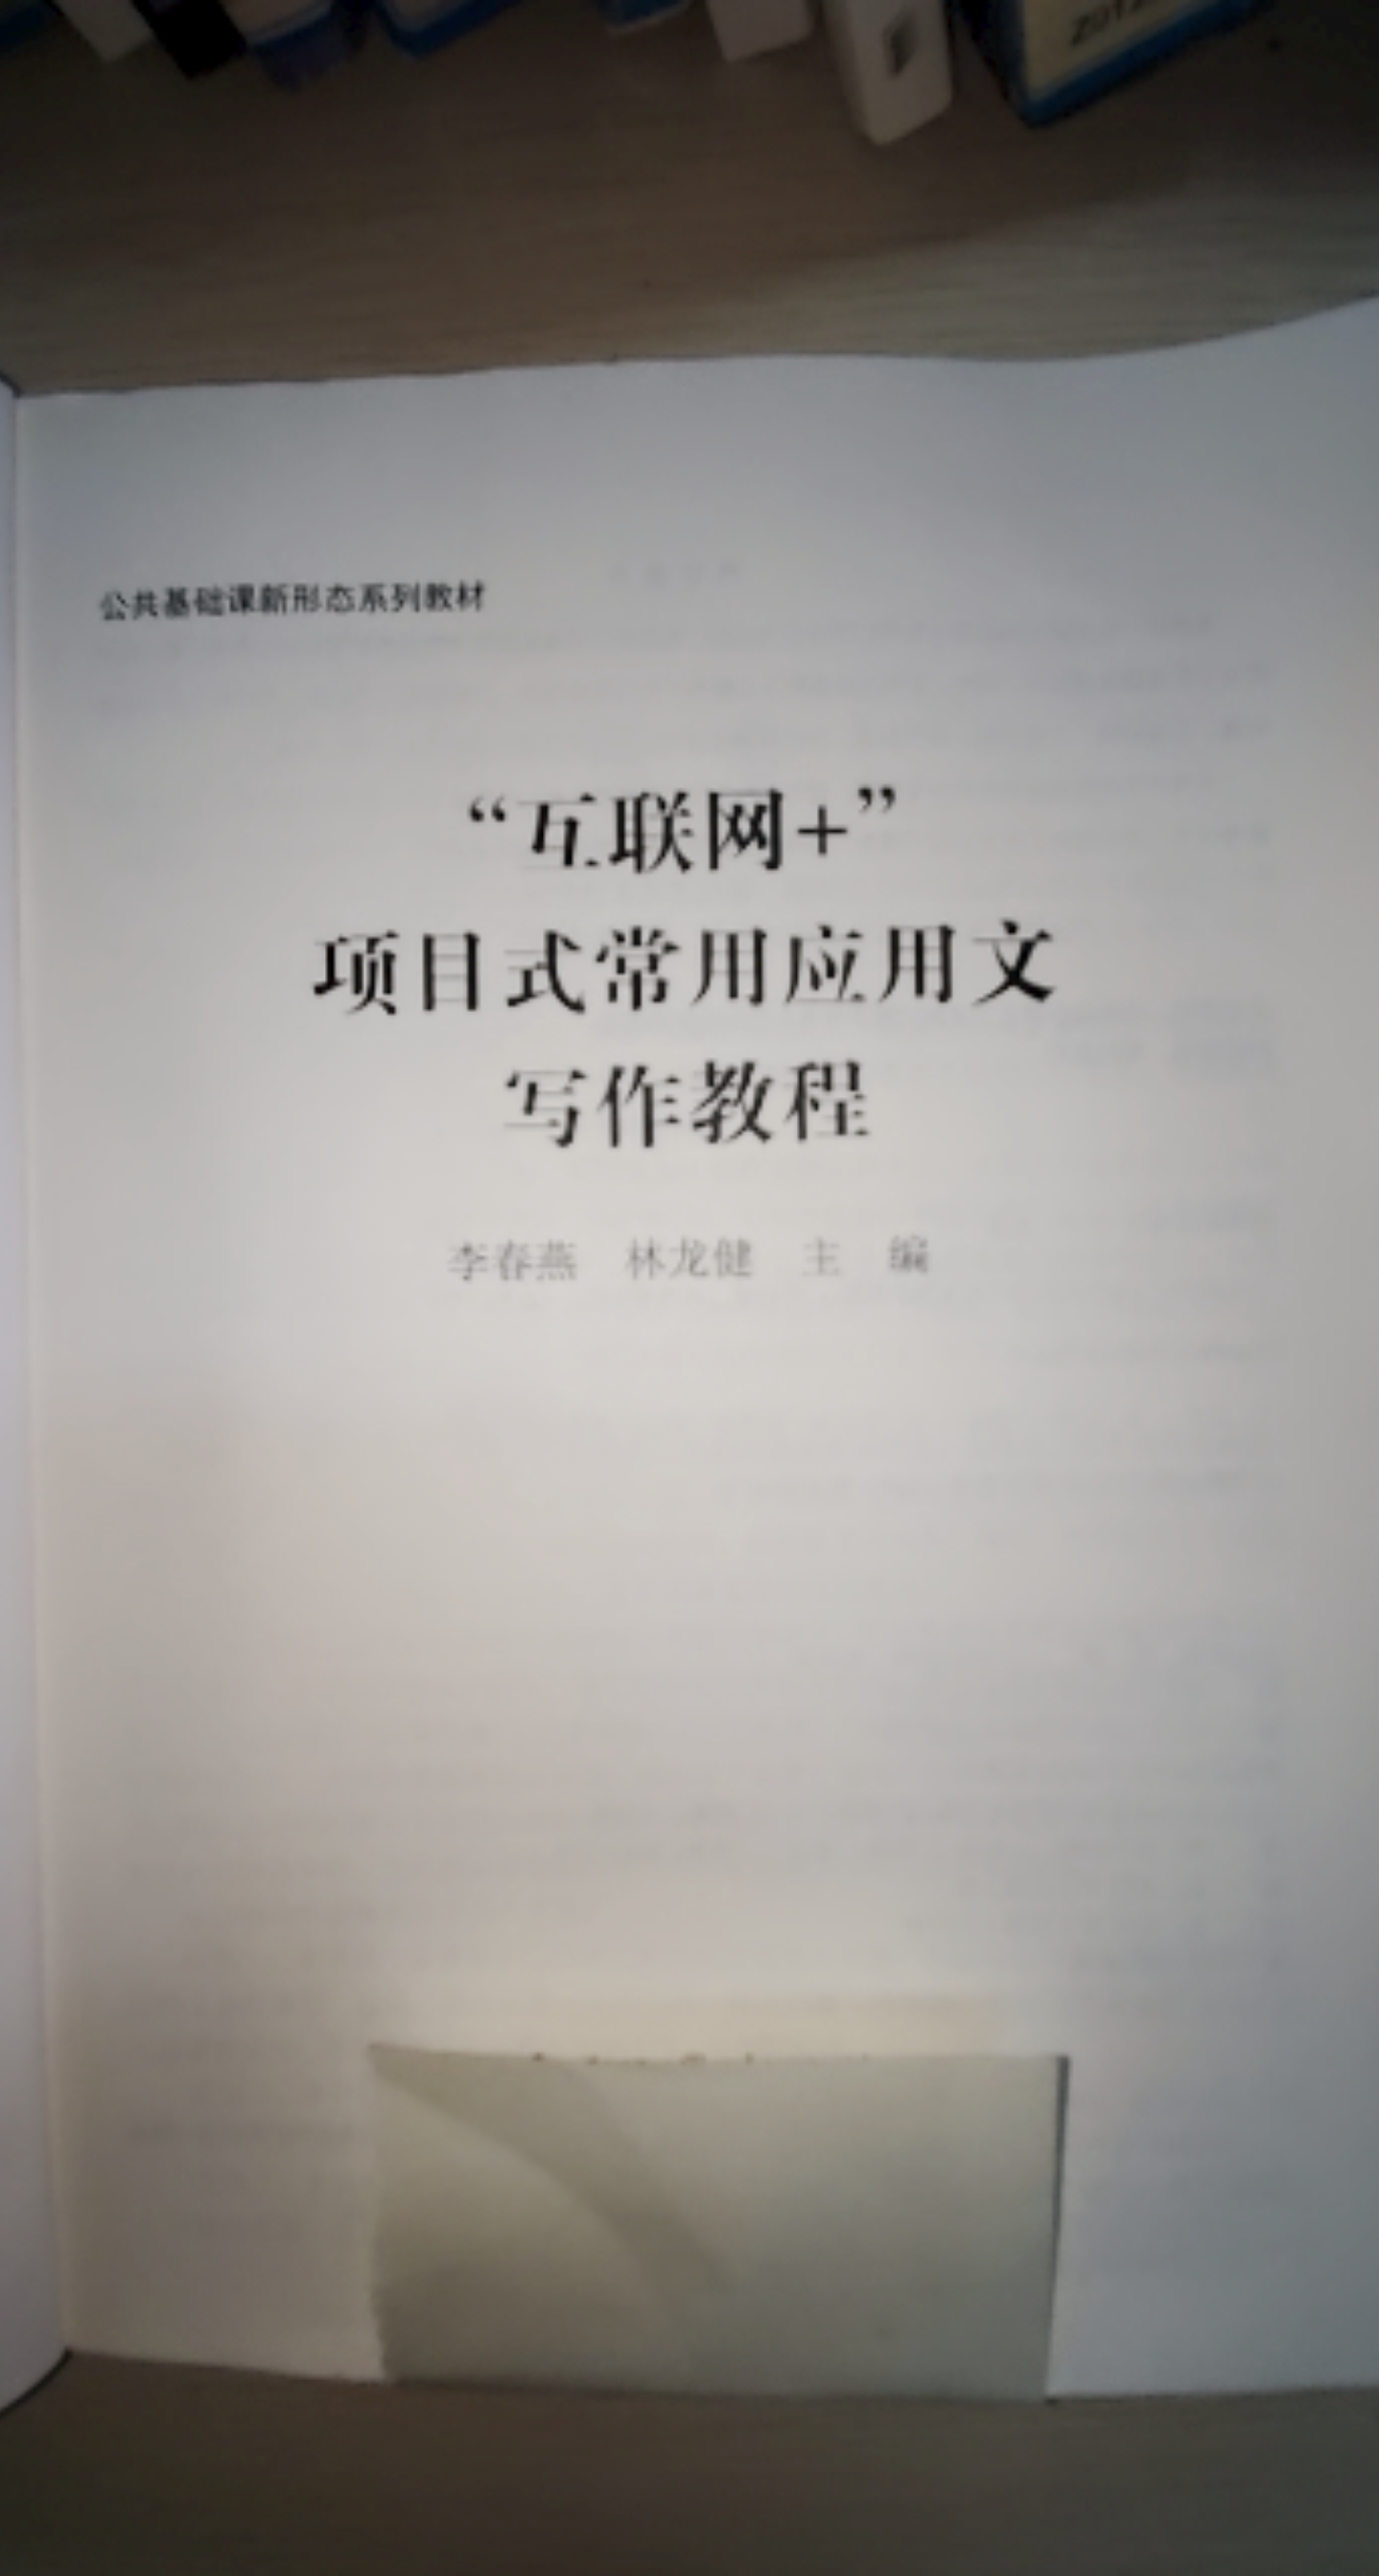 公共基础课新形态系列教材
“互联网+”
项目式常用应用文
写作教程
李春燕 林龙健 主 编